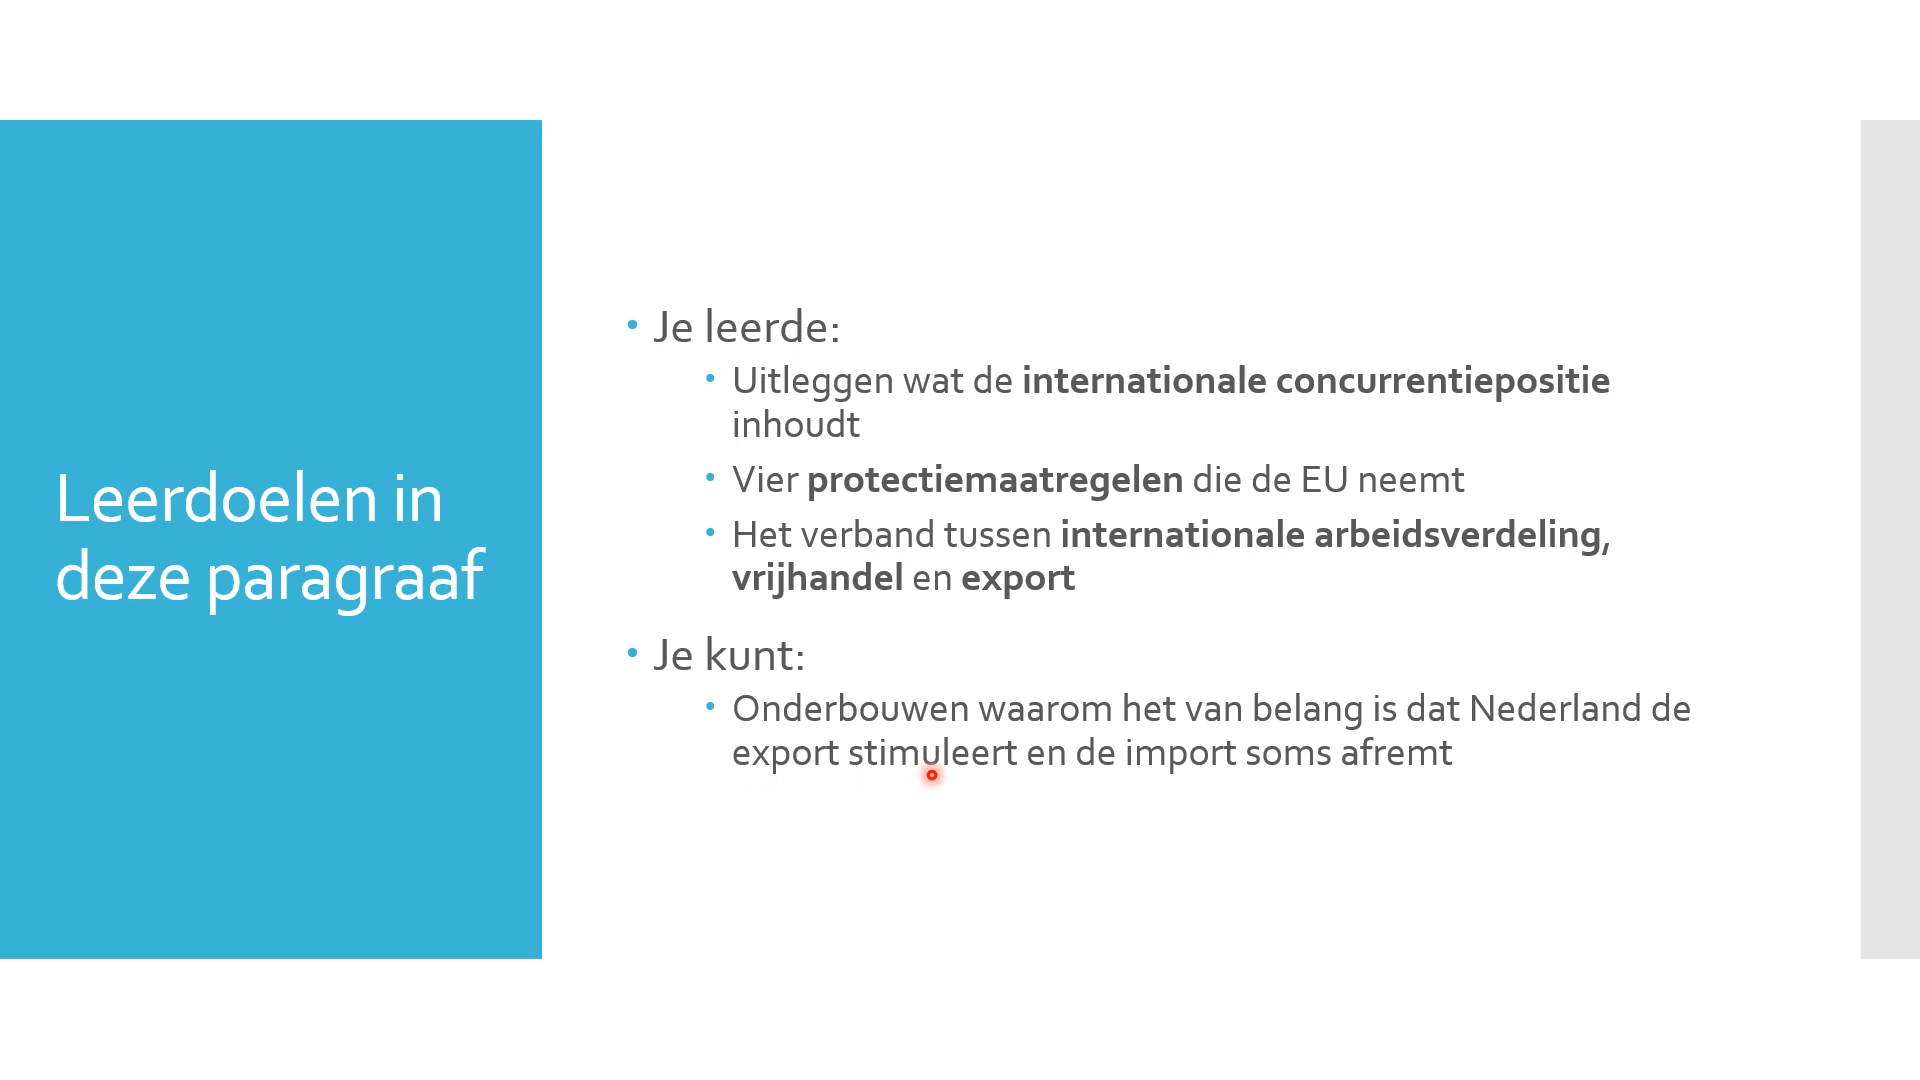 Leerdoelen in
deze paragraaf
• Je leerde:
• Uitleggen wat de internationale concurrentiepositie
inhoudt
• Vier protectiemaatregelen die de EU neemt
• Het verband tussen internationale arbeidsverdeling,
vrijhandel en export
• Je kunt:
• Onderbouwen waarom het van belang is dat Nederland de
export stimuleert en de import soms afremt